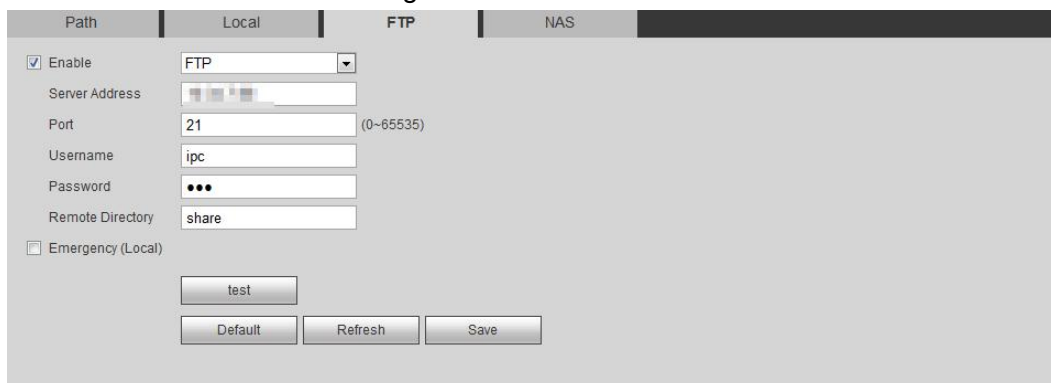 Path Local FTP NAS
Enable FTP
Server Address
Port 21 (0~65535)
Username ipc
Password ●●●
Remote Directory share
Emergency (Local)
test
Default Refresh Save